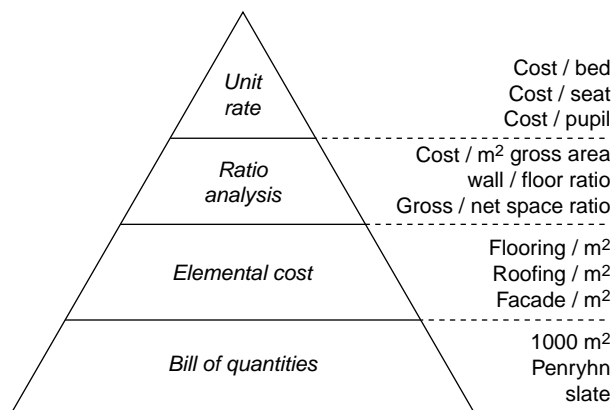 Unit
rate
Cost / bed
Cost / seat
Cost / pupil
Ratio
analysis
Cost / m² gross area
wall / floor ratio
Gross / net space ratio
Elemental cost
Flooring / m²
Roofing / m²
Facade / m²
Bill of quantities
1000 m²
Penryhn
slate